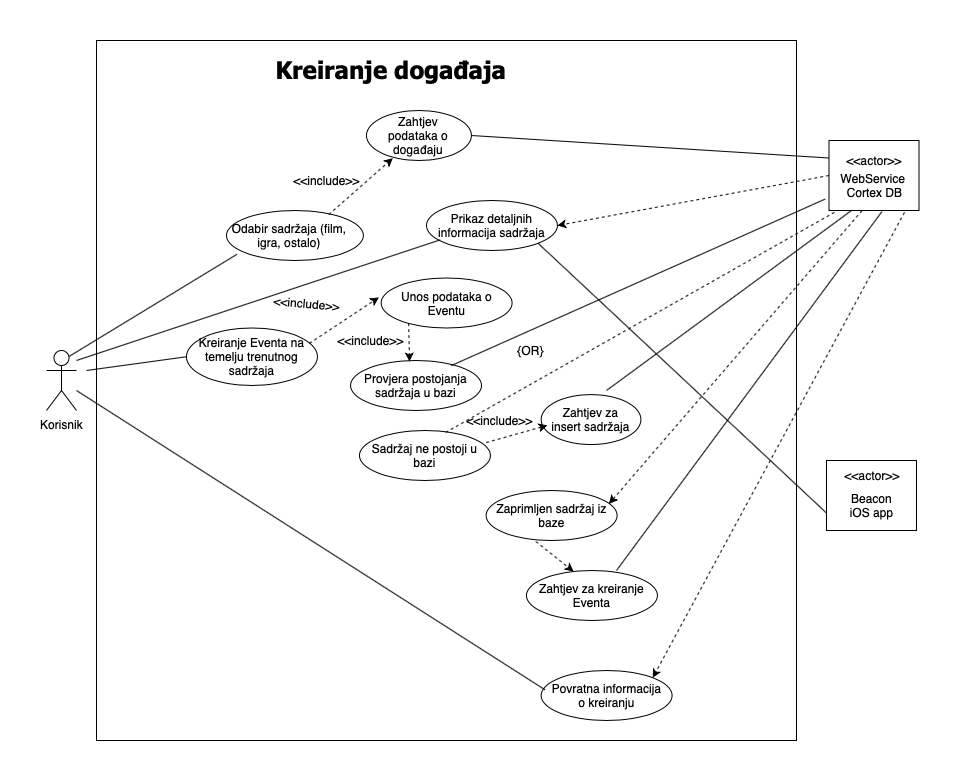 Kreiranje događaja
Zahtjev
podataka o
događaju
<<include>>
<<actor>>
WebService
Cortex DB
Odabir sadržaja (film,
igra, ostalo)
Prikaz detaljnih
informacija sadržaja
<<include>>
Unos podataka o
Eventu
Kreiranje Eventa na
temelju trenutnog
sadržaja
<<include>>
{OR}
Provjera postojanja
sadržaja u bazi
Korisnik
<<include>>
Zahtjev za
insert sadržaja
Sadržaj ne postoji u
bazi
<<actor>>
Beacon
iOS app
Zaprimljen sadržaj iz
baze
Zahtjev za kreiranje
Eventa
Povratna informacija
o kreiranju